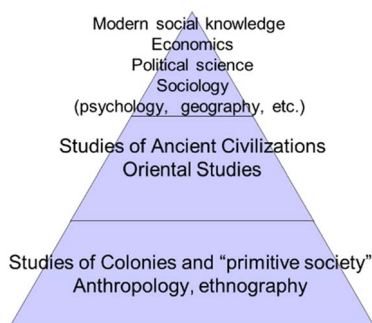 Modern social knowledge
Economics
Political science
Sociology
(psychology, geography, etc.)
Studies of Ancient Civilizations
Oriental Studies
Studies of Colonies and “primitive society”
Anthropology, ethnography